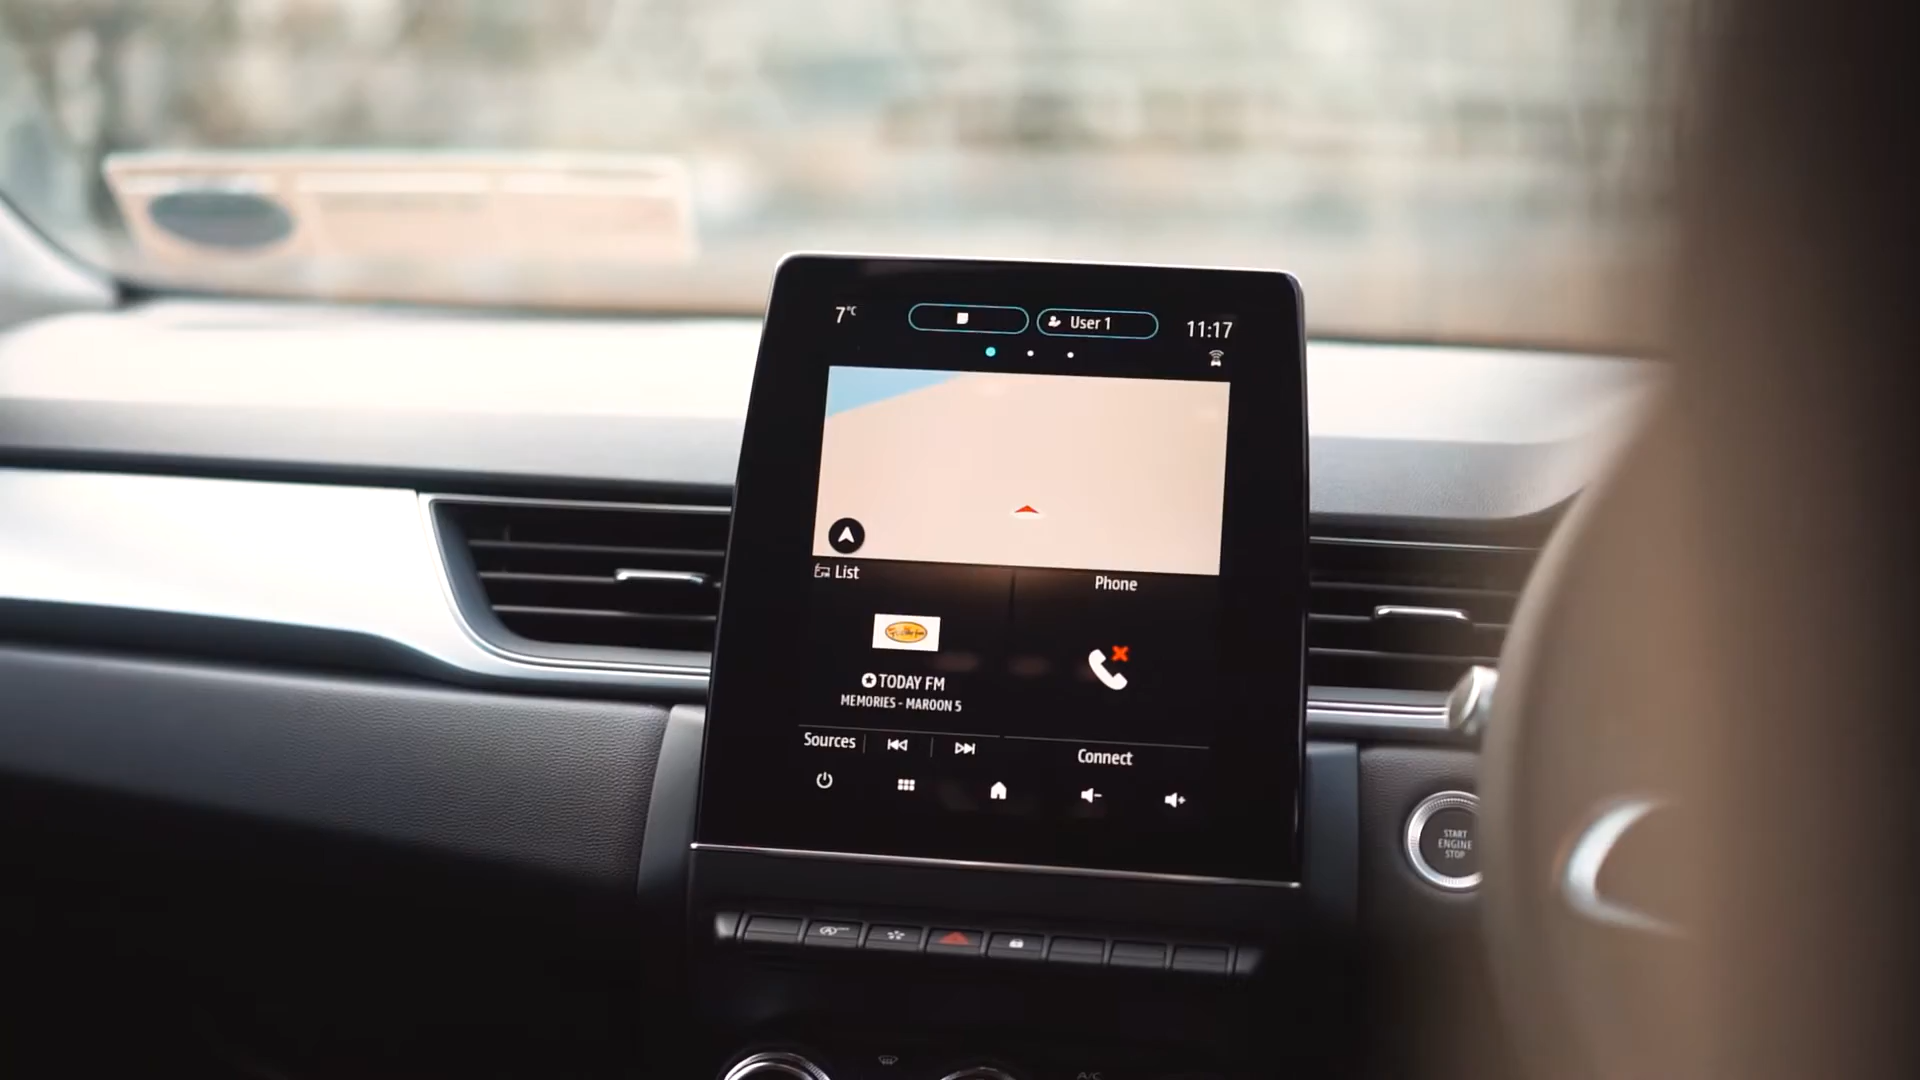 7°C
User 1
11:17
List
Phone
TODAY FM
MEMORIES - MAROON 5
Sources
Connect
START
ENGINE
STOP
A/C